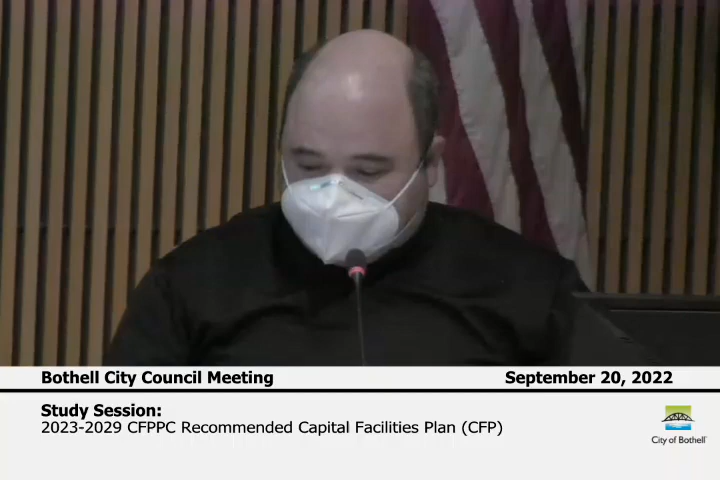 Bothell City Council Meeting
September 20, 2022
Study Session:
2023-2029 CFPPC Recommended Capital Facilities Plan (CFP)
City of Bothell